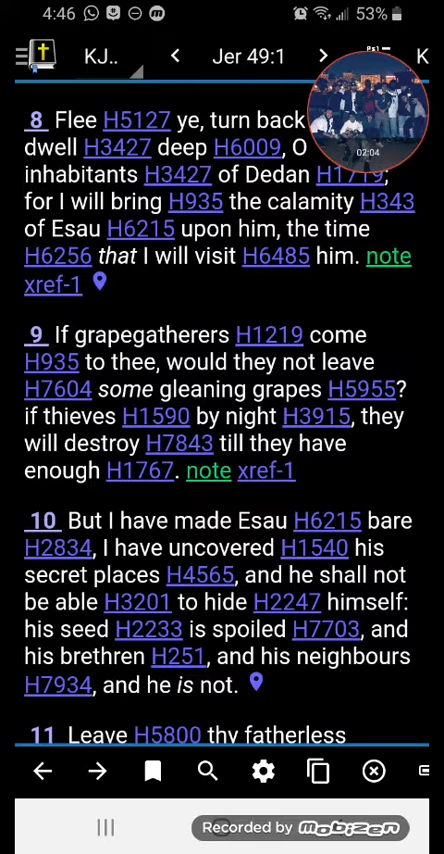 4:46 53%
KJ.. < Jer 49:1 > K
02:04
8 Flee H5127 ye, turn back
dwell H3427 deep H6009, O
inhabitants H3427 of Dedan H1719;
for I will bring H935 the calamity H343
of Esau H6215 upon him, the time
H6256 that I will visit H6485 him. note
xref-1
9 If grapegatherers H1219 come
H935 to thee, would they not leave
H7604 some gleaning grapes H5955?
if thieves H1590 by night H3915, they
will destroy H7843 till they have
enough H1767. note xref-1
10 But I have made Esau H6215 bare
H2834, I have uncovered H1540 his
secret places H4565, and he shall not
be able H3201 to hide H2247 himself:
his seed H2233 is spoiled H7703, and
his brethren H251, and his neighbours
H7934, and he is not.
11 Leave H5800 thy fatherless
Recorded by mobizen